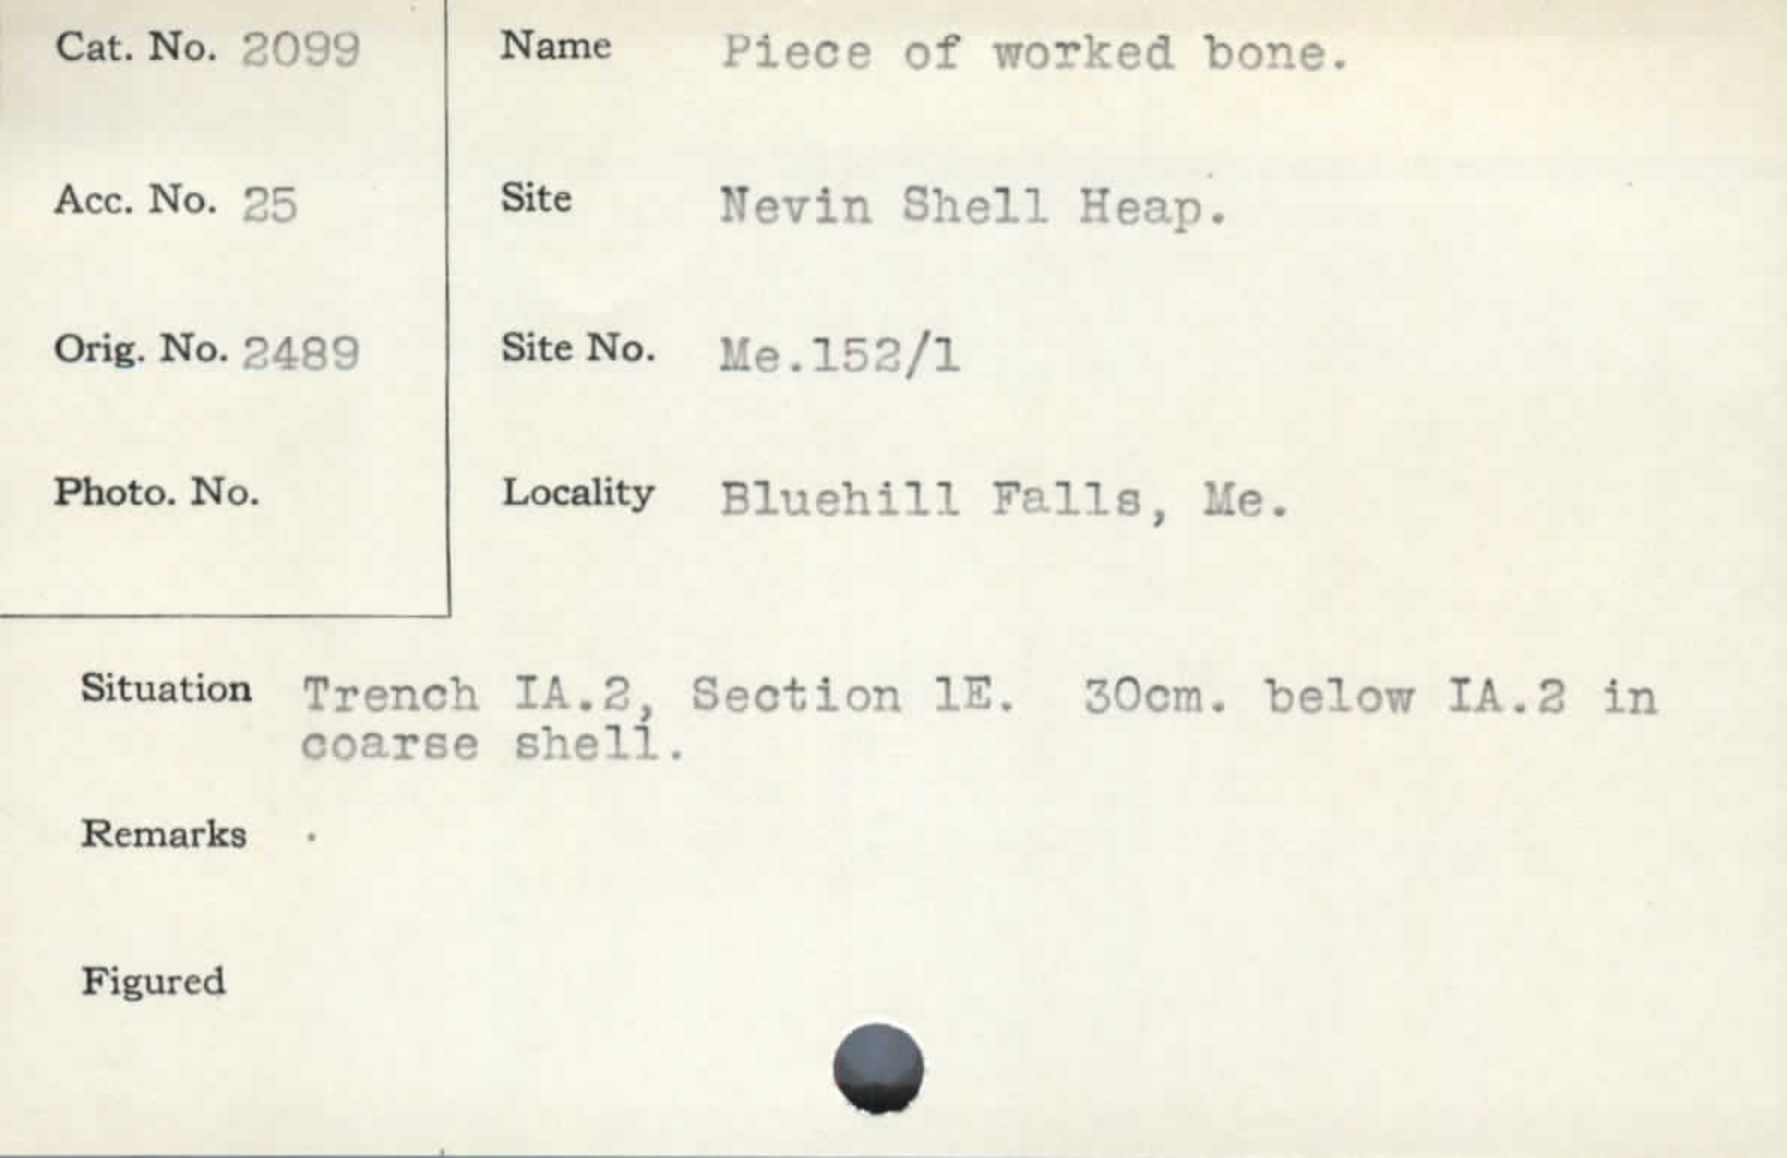 Cat. No. 2099
Acc. No. 25
Orig. No. 2489
Photo. No.
Name Piece of worked bone.
Site Nevin Shell Heap.
Site No. Me.152/1
Locality Bluehill Falls, Me.
Situation Trench IA.2, Section 1E. 30cm. below IA.2 in
coarse shell.
Remarks .
Figured